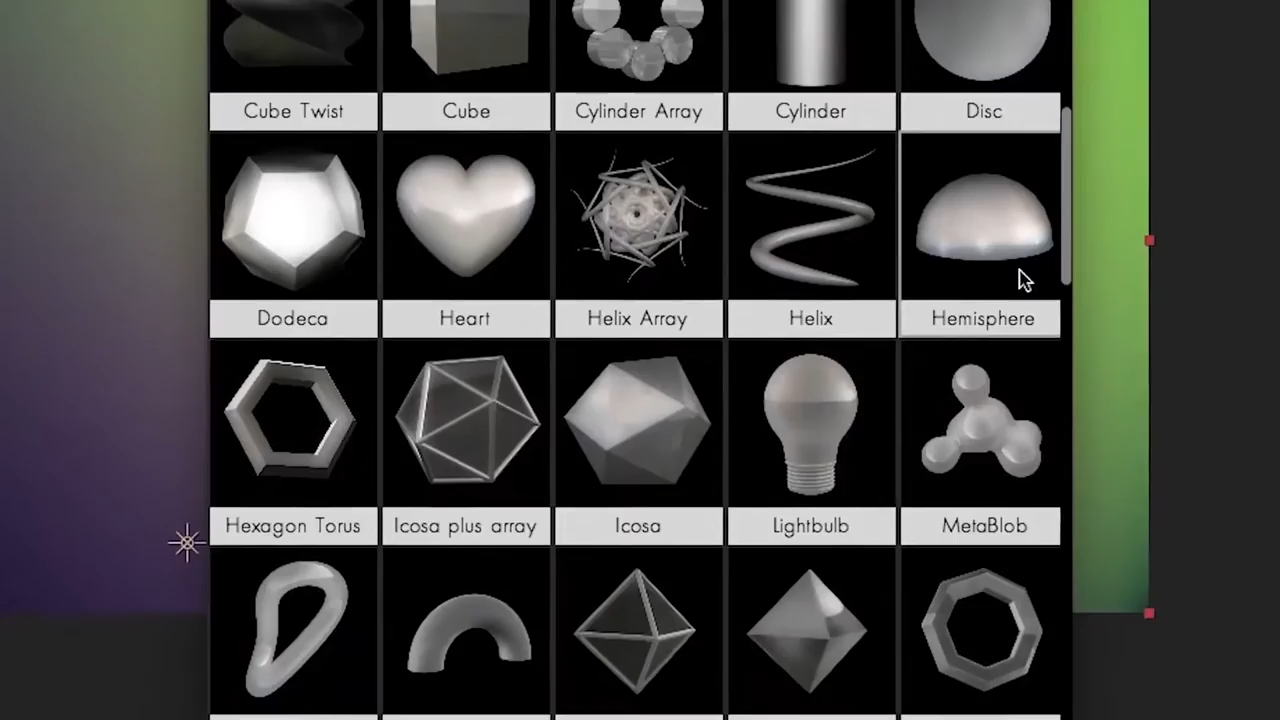 Cube Twist
Cube
Cylinder Array
Cylinder
Disc
Dodeca
Heart
Helix Array
Helix
Hemisphere
Hexagon Torus
Icosa plus array
Icosa
Lightbulb
MetaBlob